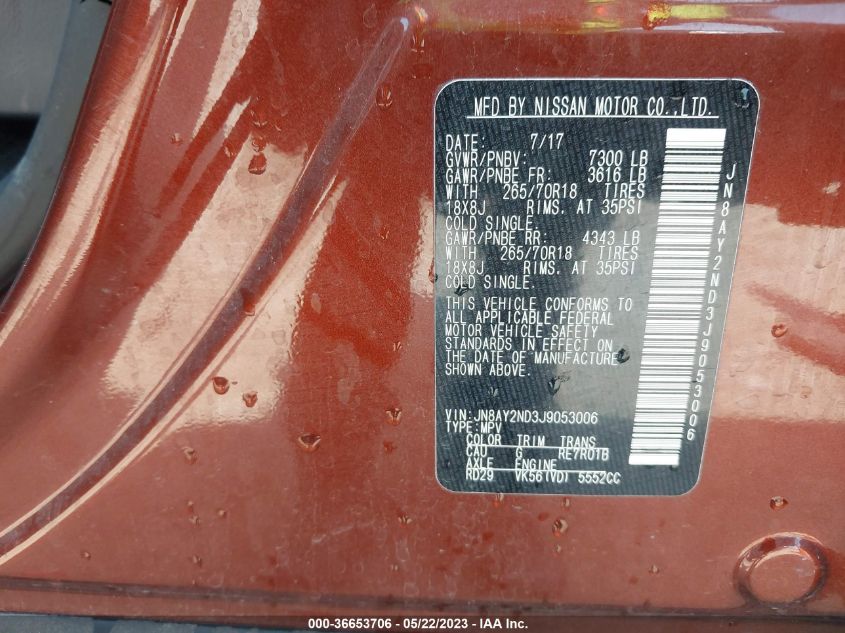 MFD BY NISSAN MOTOR CO.,LTD.
DATE: 7/17
GVWR/PNBV: 7300 LB
GAWR/PNBE FR: 3616 LB
WITH 265/70R18 TIRES
18X8J RIMS. AT 35PSI
COLD SINGLE.
GAWR/PNBE RR: 4343 LB
WITH 265/70R18 TIRES
18X8J RIMS. AT 35PSI
COLD SINGLE.
THIS VEHICLE CONFORMS TO
ALL APPLICABLE FEDERAL
MOTOR VEHICLE SAFETY
STANDARDS IN EFFECT ON
THE DATE OF MANUFACTURE
SHOWN ABOVE.
VIN: JN8AY2ND3J9053006
TYPE: MPV
COLOR TRIM TRANS
CAU G RE7R01B
AXLE ENGINE
RD29 VK56(VD) 5552CC
JN8AY2ND3J9053006
000-36653706 - 05/22/2023 - IAA Inc.